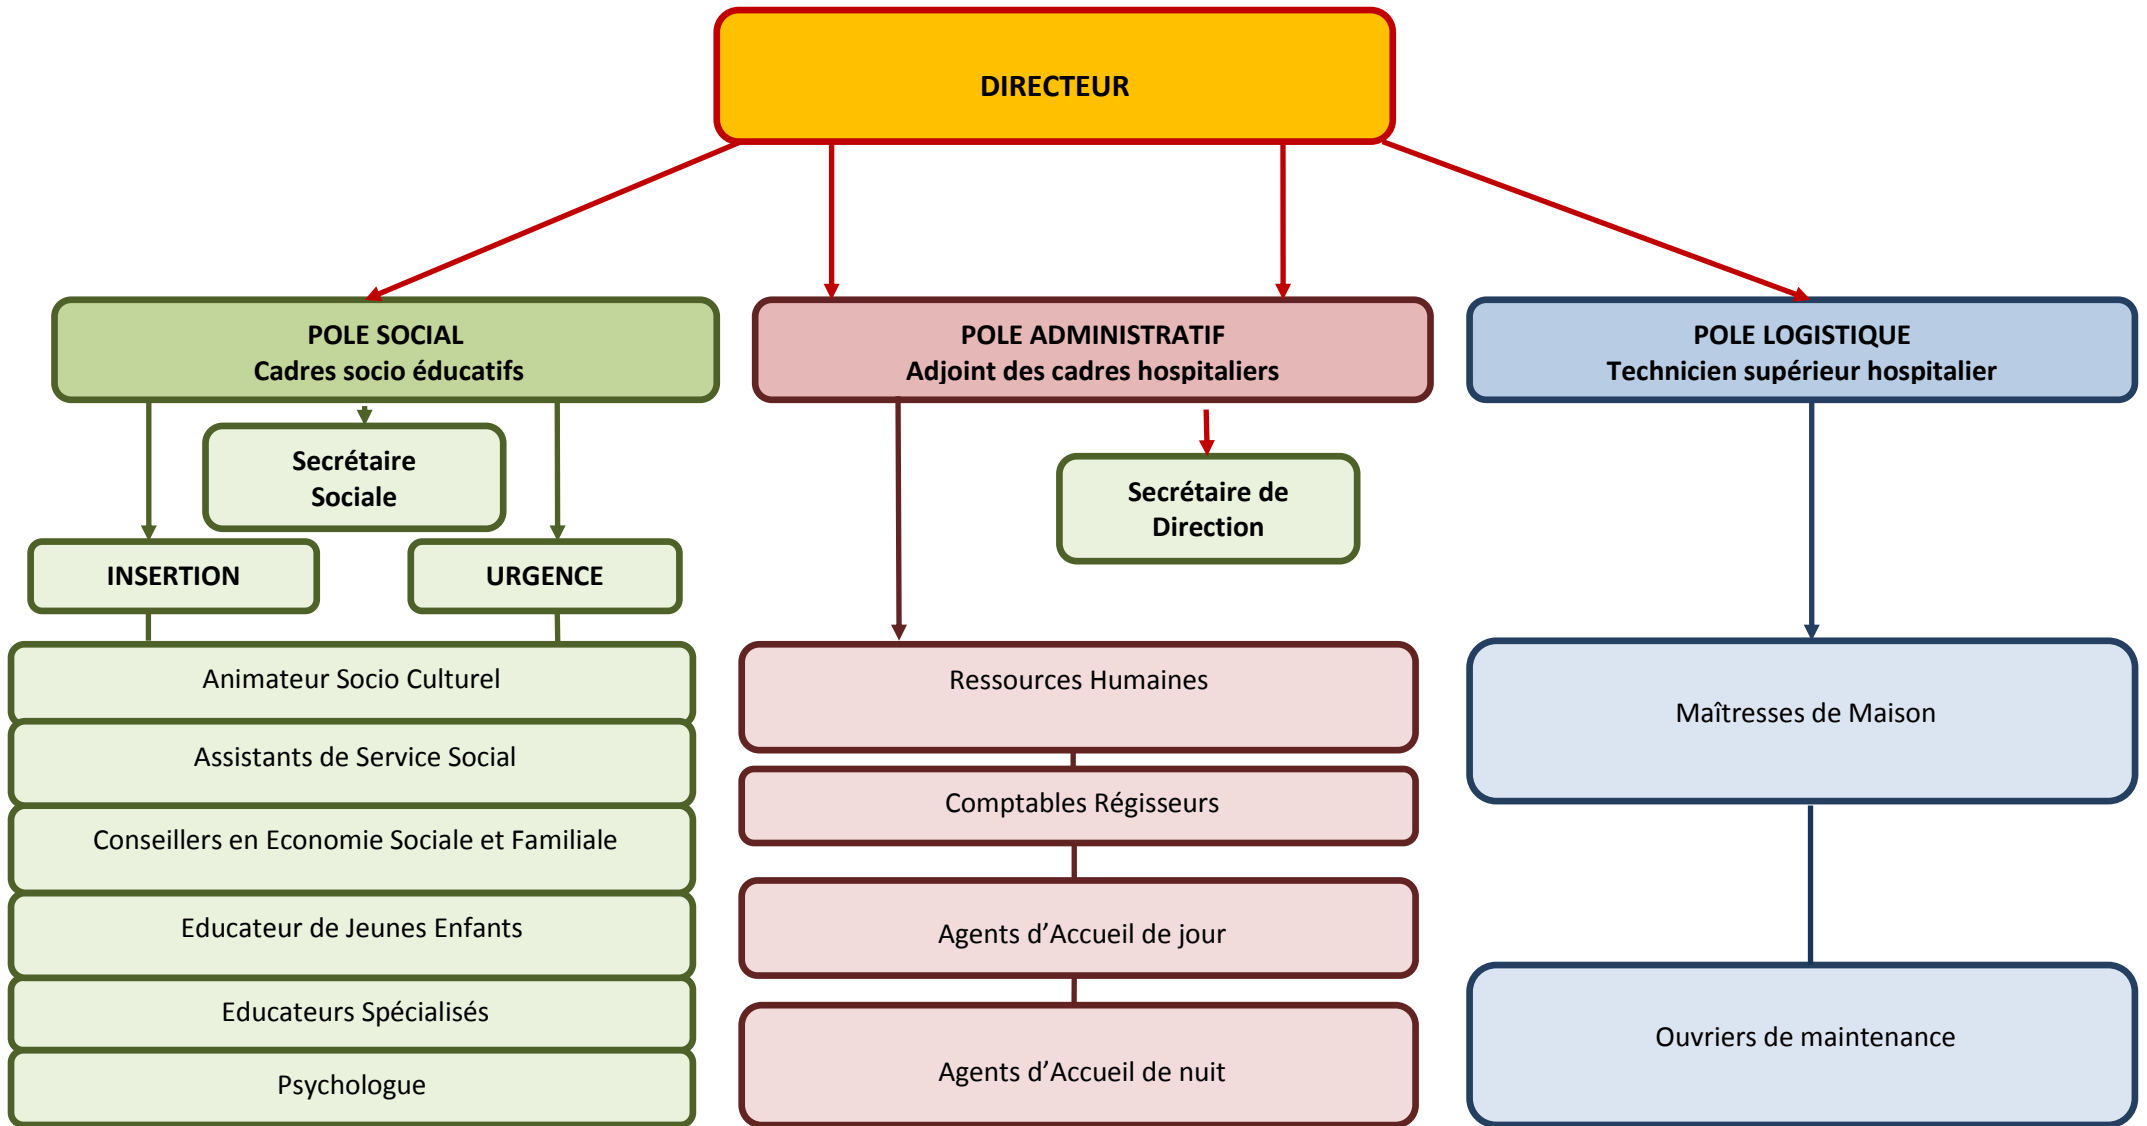 DIRECTEUR
POLE SOCIAL
Cadres socio éducatifs
POLE ADMINISTRATIF
Adjoint des cadres hospitaliers
POLE LOGISTIQUE
Technicien supérieur hospitalier
Secrétaire
Sociale
Secrétaire de
Direction
INSERTION
URGENCE
Animateur Socio Culturel
Assistants de Service Social
Conseillers en Economie Sociale et Familiale
Educateur de Jeunes Enfants
Educateurs Spécialisés
Psychologue
Ressources Humaines
Comptables Régisseurs
Agents d’Accueil de jour
Agents d’Accueil de nuit
Maîtresses de Maison
Ouvriers de maintenance